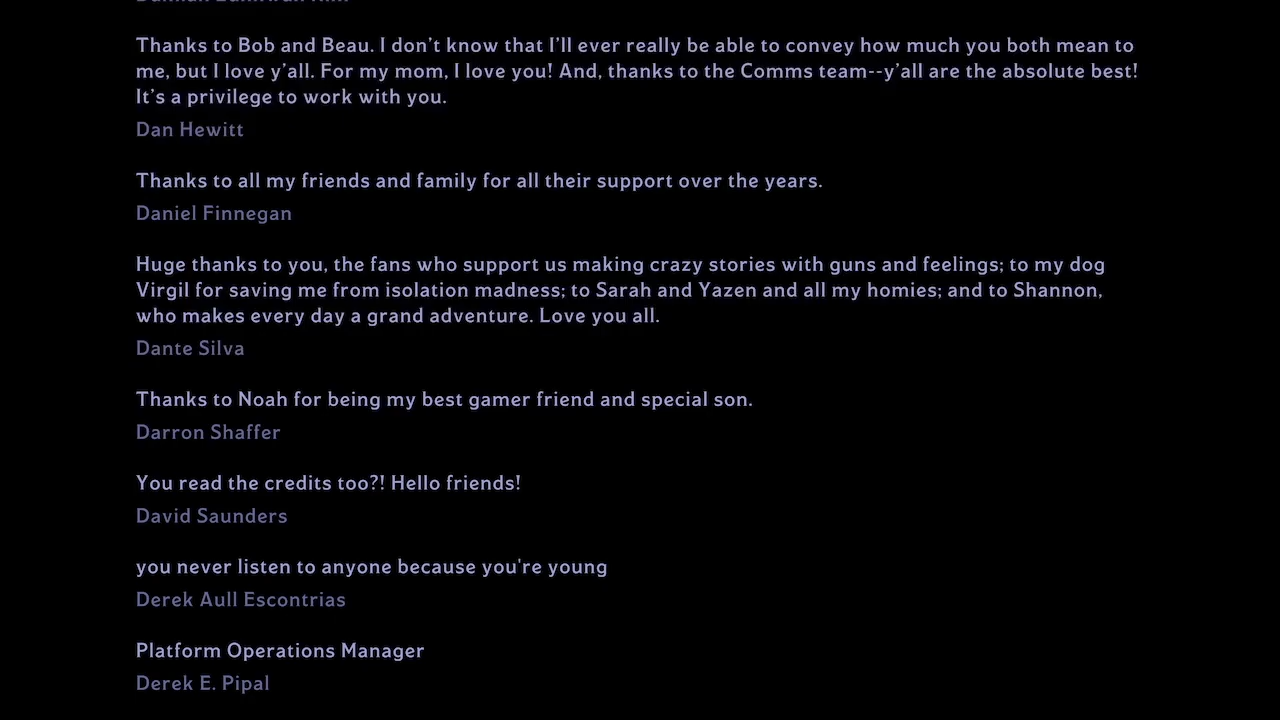 Thanks to Bob and Beau. I don’t know that I’ll ever really be able to convey how much you both mean to
me, but I love y’all. For my mom, I love you! And, thanks to the Comms team--y’all are the absolute best!
It’s a privilege to work with you.
Dan Hewitt
Thanks to all my friends and family for all their support over the years.
Daniel Finnegan
Huge thanks to you, the fans who support us making crazy stories with guns and feelings; to my dog
Virgil for saving me from isolation madness; to Sarah and Yazen and all my homies; and to Shannon,
who makes every day a grand adventure. Love you all.
Dante Silva
Thanks to Noah for being my best gamer friend and special son.
Darron Shaffer
You read the credits too?! Hello friends!
David Saunders
you never listen to anyone because you're young
Derek Aull Escontrias
Platform Operations Manager
Derek E. Pipal